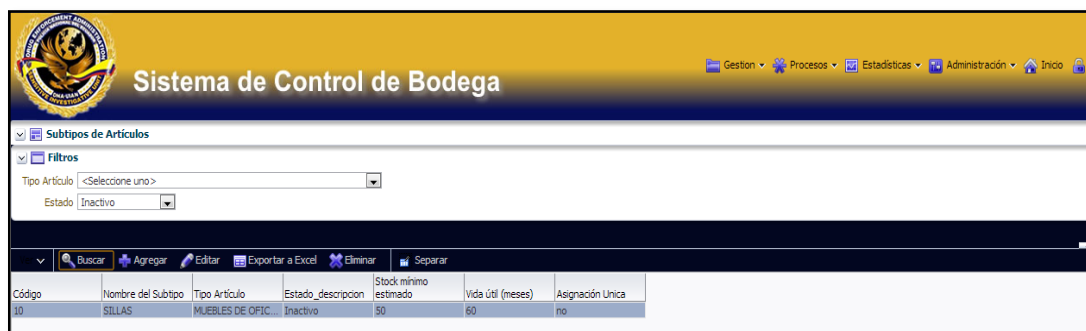 Sistema de Control de Bodega
Gestion Procesos Estadísticas Administración Inicio
Subtipos de Artículos
Filtros
Tipo Artículo <Seleccione uno>
Estado Inactivo
Buscar Agregar Editar Exportar a Excel Eliminar Separar
Código Nombre del Subtipo Tipo Artículo Estado_descripcion Stock mínimo estimado Vida útil (meses) Asignación Unica
10 SILLAS MUEBLES DE OFIC... Inactivo 50 60 no